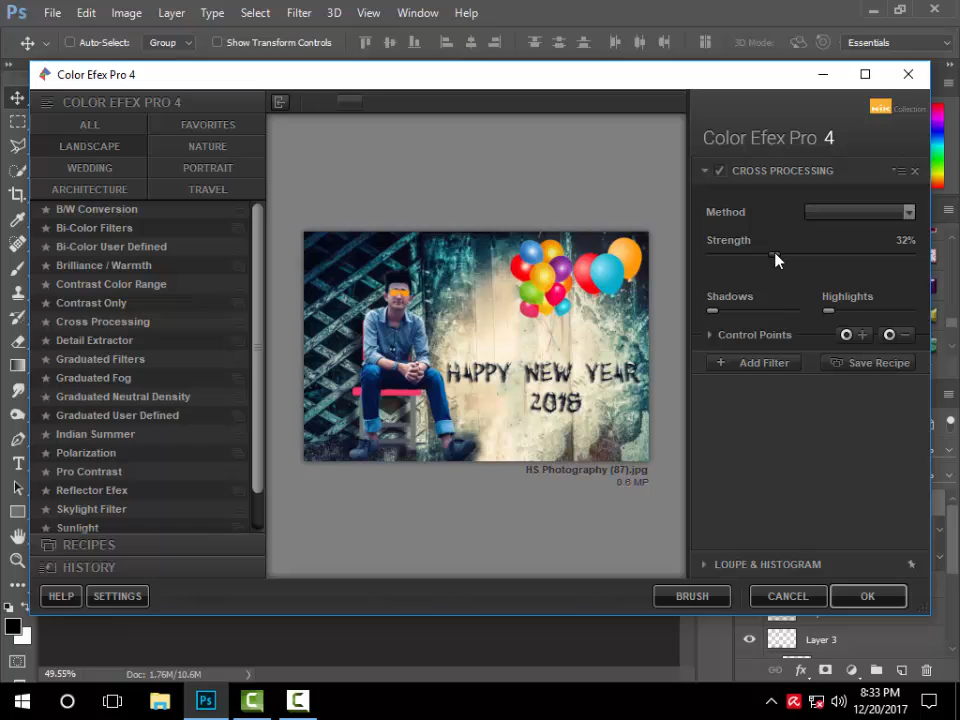 Ps File Edit Image Layer Type Select Filter 3D View Window Help
Auto-Select: Group Show Transform Controls 3D Mode: Essentials
Color Efex Pro 4
COLOR EFEX PRO 4
ALL FAVORITES
LANDSCAPE NATURE
WEDDING PORTRAIT
ARCHITECTURE TRAVEL
B/W Conversion
Bi-Color Filters
Bi-Color User Defined
Brilliance / Warmth
Contrast Color Range
Contrast Only
Cross Processing
Detail Extractor
Graduated Filters
Graduated Fog
Graduated Neutral Density
Graduated User Defined
Indian Summer
Polarization
Pro Contrast
Reflector Efex
Skylight Filter
Sunlight
RECIPES
HISTORY
HELP SETTINGS
HAPPY NEW YEAR
2018
HS Photography (87).jpg
0.6 MP
Nik Collection
Color Efex Pro 4
CROSS PROCESSING
Method
Strength 32%
Shadows Highlights
Control Points
Add Filter Save Recipe
LOUPE & HISTOGRAM
BRUSH CANCEL OK
Layer 3
49.55% Doc: 1.76M/10.6M
fx
Ps
8:33 PM
12/20/2017